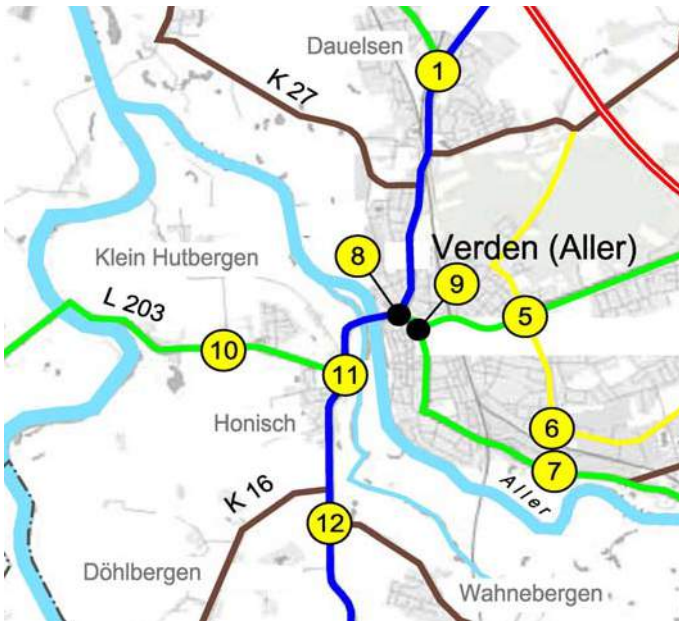 Dauelsen
1
K 27
Verden (Aller)
8
9
Klein Hutbergen
L 203
5
10
11
Honisch
6
7
Aller
K 16
12
Döhlbergen
Wahnebergen